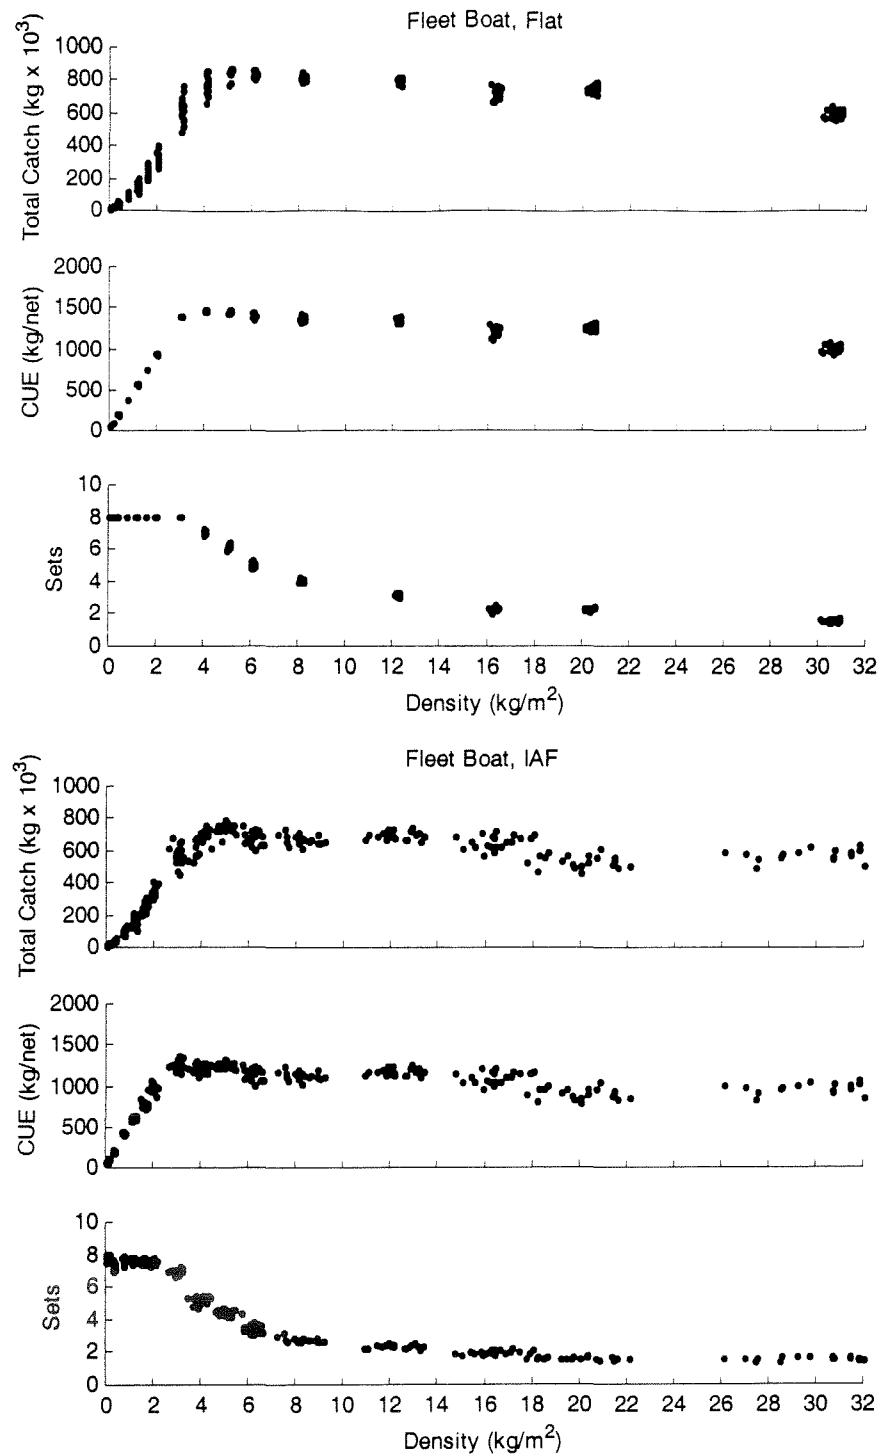 Fleet Boat, Flat
Total Catch (kg x 10³)
1000
800
600
400
200
0
CUE (kg/net)
2000
1500
1000
500
0
Sets
10
8
6
4
2
0
0 2 4 6 8 10 12 14 16 18 20 22 24 26 28 30 32
Density (kg/m²)
Fleet Boat, IAF
Total Catch (kg x 10³)
1000
800
600
400
200
0
CUE (kg/net)
2000
1500
1000
500
0
Sets
10
8
6
4
2
0
0 2 4 6 8 10 12 14 16 18 20 22 24 26 28 30 32
Density (kg/m²)